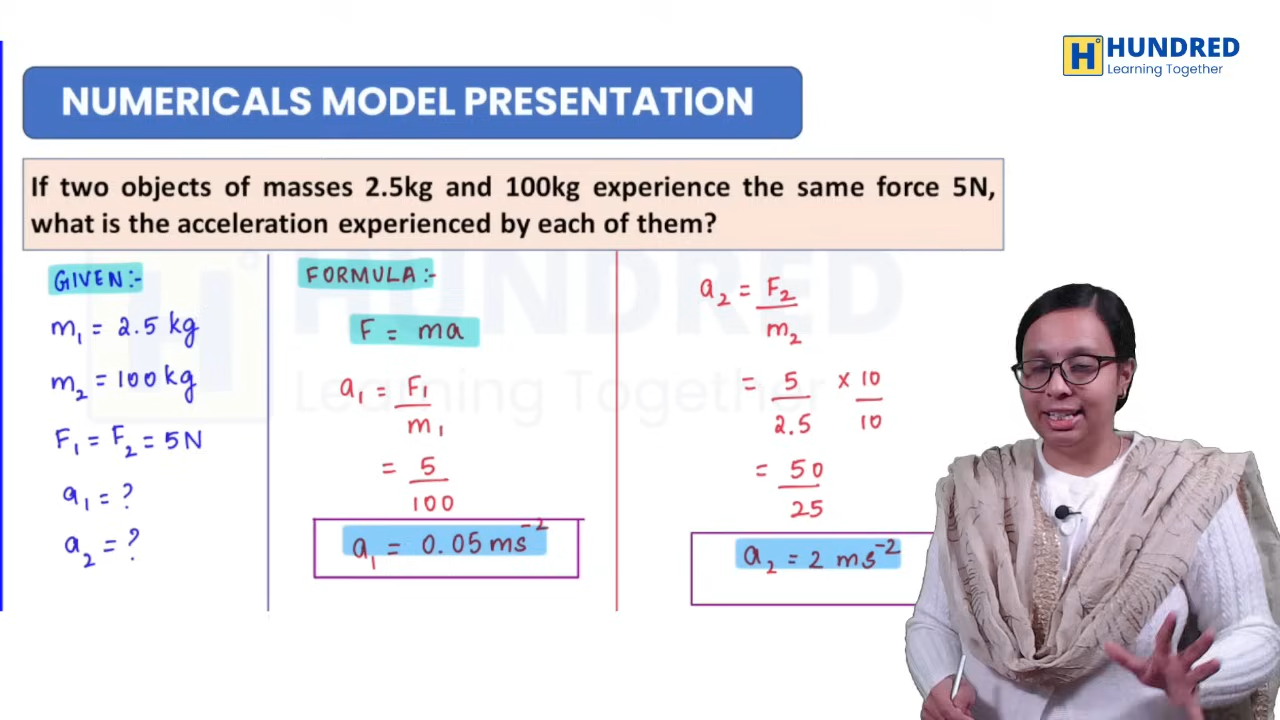 HUNDRED
Learning Together
NUMERICALS MODEL PRESENTATION
If two objects of masses 2.5kg and 100kg experience the same force 5N,
what is the acceleration experienced by each of them?
GIVEN:-
m₁ = 2.5 kg
m₂ = 100 kg
F₁ = F₂ = 5N
a₁ = ?
a₂ = ?
FORMULA:-
F = ma
a₁ = F₁/m₁
= 5/100
a₁ = 0.05 ms⁻²
a₂ = F₂/m₂
= 5/2.5 × 10/10
= 50/25
a₂ = 2 ms⁻²
HUNDRED
Learning Together